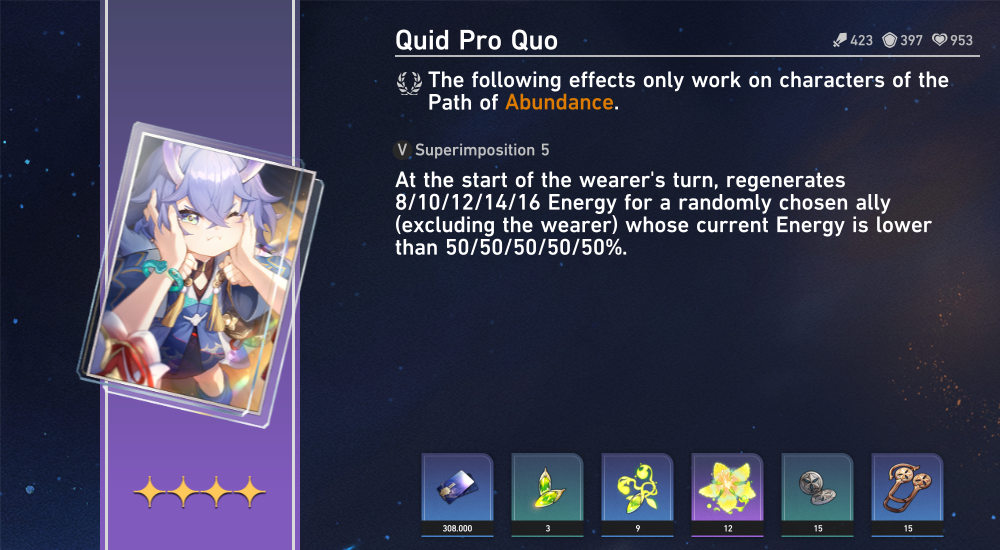 Quid Pro Quo
423 397 953
The following effects only work on characters of the
Path of Abundance.
V Superimposition 5
At the start of the wearer's turn, regenerates
8/10/12/14/16 Energy for a randomly chosen ally
(excluding the wearer) whose current Energy is lower
than 50/50/50/50/50%.
308.000 3 9 12 15 15